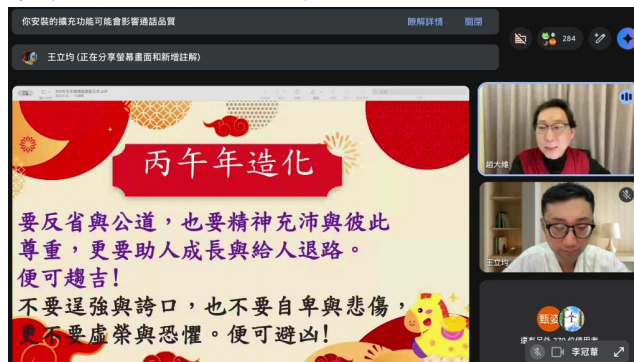 你安裝的擴充功能可能會影響通話品質
瞭解詳情
關閉
王立均 (正在分享螢幕畫面和新增註解)
284
丙午年造化
要反省與公道，也要精神充沛與彼此
尊重，更要助人成長與給人退路。
便可趨吉!
不要逞強與誇口，也不要自卑與悲傷，
更不要虛榮與恐懼。便可避凶!
趙大維
王立均
甄姿
李冠葦